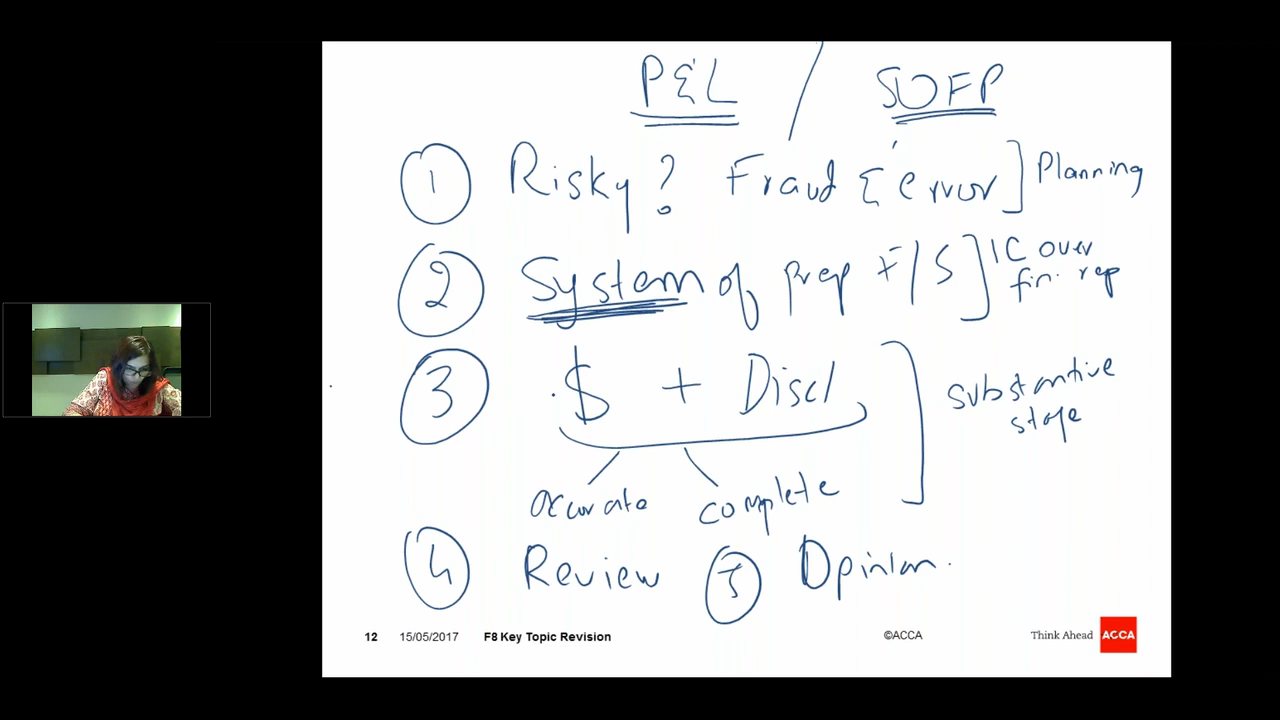 P&L / SOFP
1 Risky? Fraud & error ] Planning
2 System of prep F/S ] IC over
fin. rep
3 $ + Discl ] substantive
stage
accurate complete
4 Review 5 Opinion.
12 15/05/2017 F8 Key Topic Revision ©ACCA Think Ahead ACCA